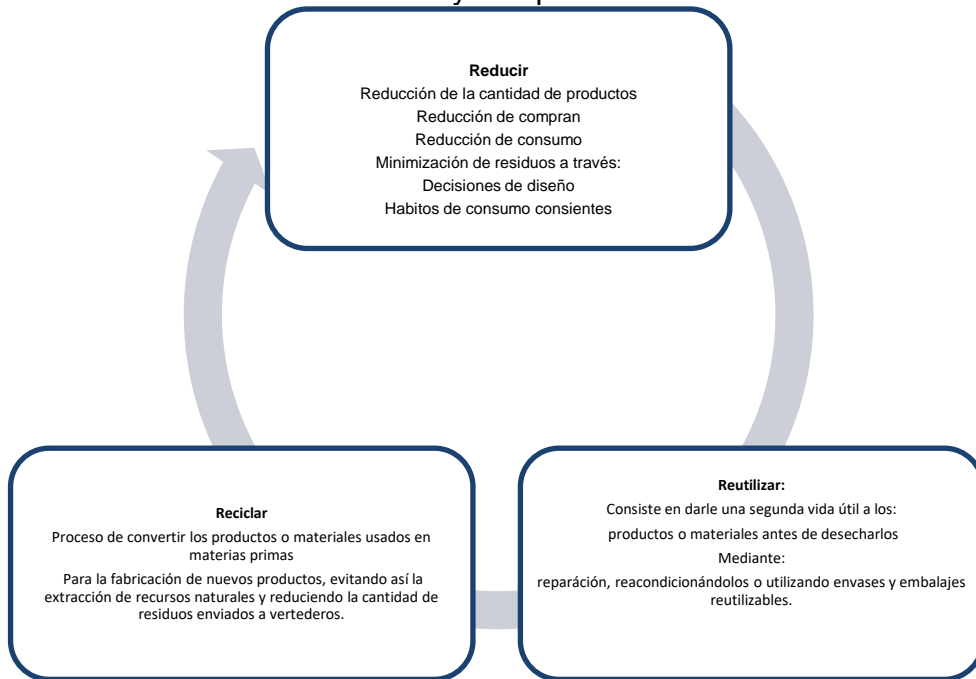 Reducir
Reducción de la cantidad de productos
Reducción de compran
Reducción de consumo
Minimización de residuos a través:
Decisiones de diseño
Habitos de consumo consientes
Reutilizar:
Consiste en darle una segunda vida útil a los:
productos o materiales antes de desecharlos
Mediante:
reparáción, reacondicionándolos o utilizando envases y embalajes
reutilizables.
Reciclar
Proceso de convertir los productos o materiales usados en
materias primas
Para la fabricación de nuevos productos, evitando así la
extracción de recursos naturales y reduciendo la cantidad de
residuos enviados a vertederos.